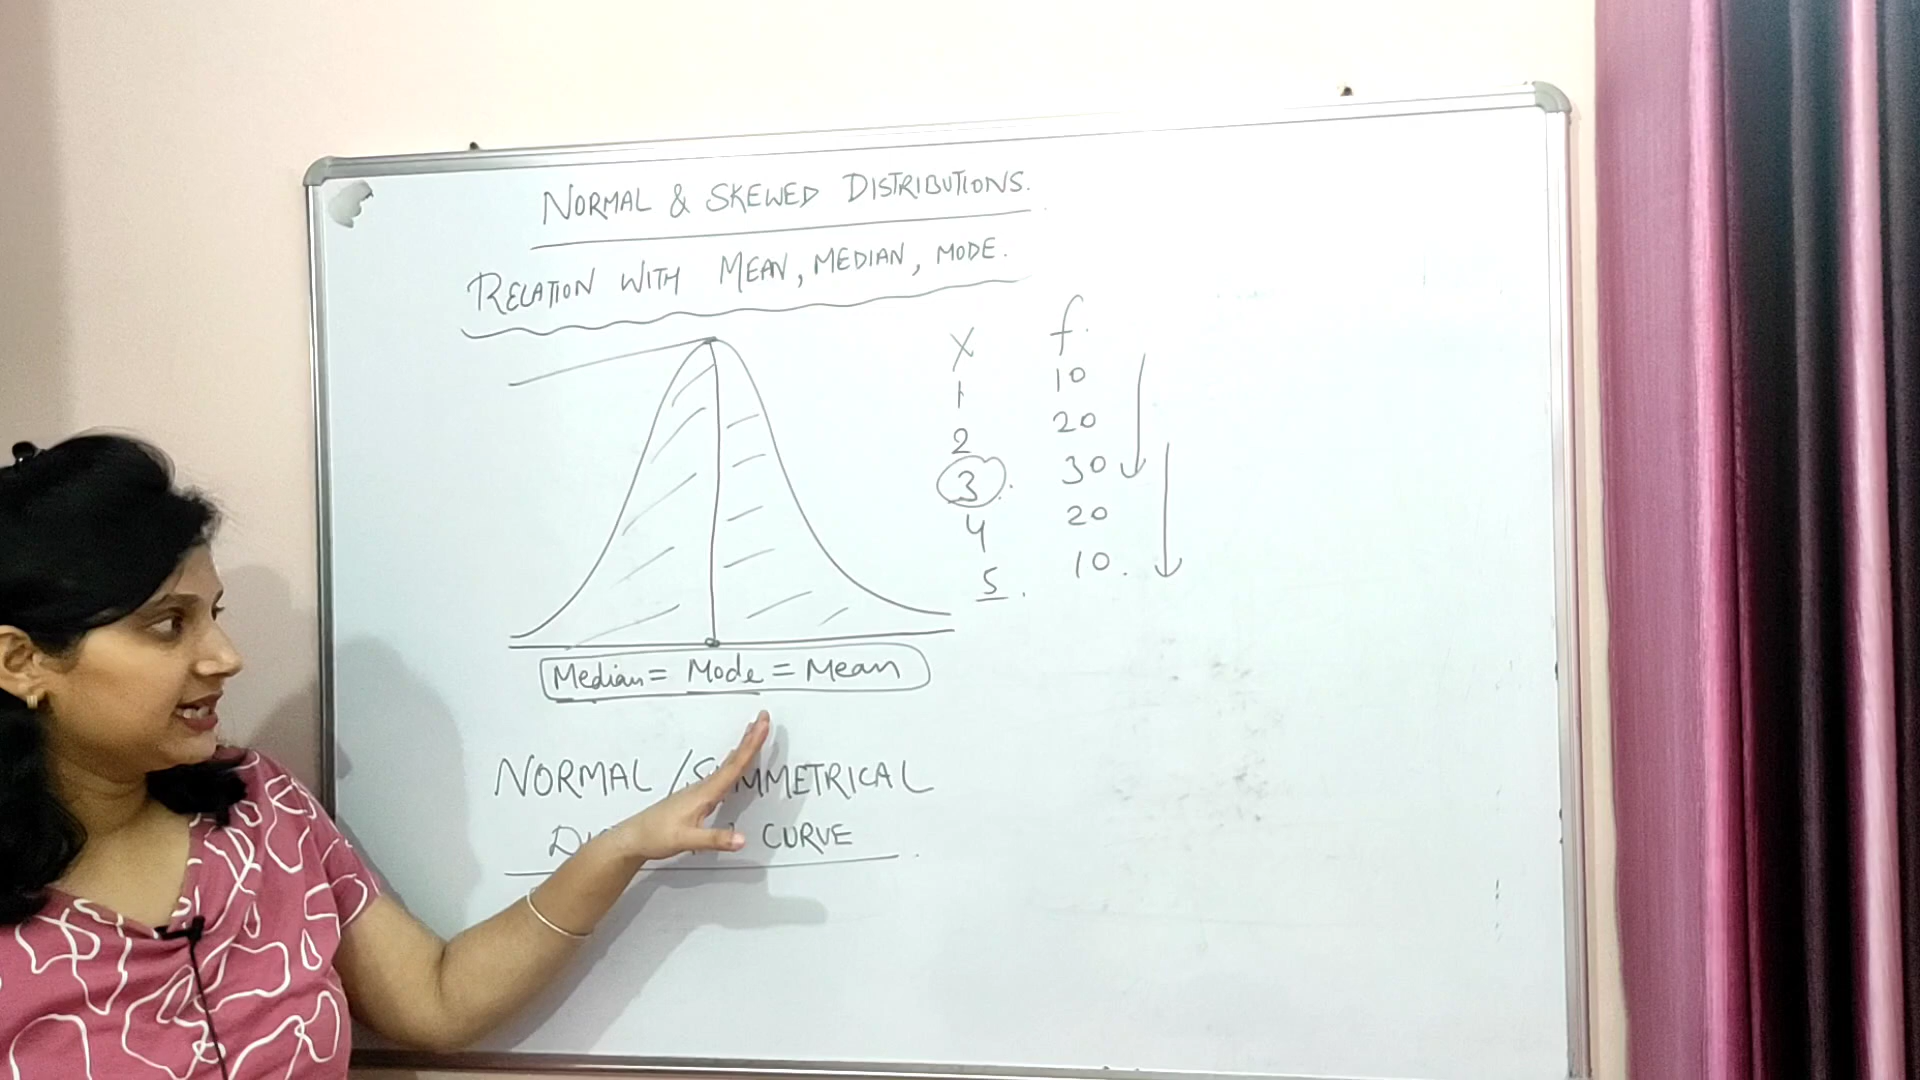 NORMAL & SKEWED DISTRIBUTIONS.
RELATION WITH MEAN, MEDIAN, MODE.
X f.
1 10
2 20
3. 30
4 20
5. 10.
Median = Mode = Mean
NORMAL / SYMMETRICAL
CURVE